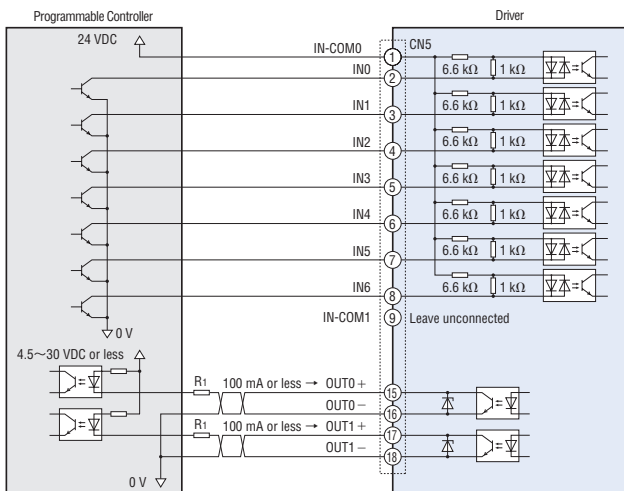 Programmable Controller
Driver
24 VDC
IN-COM0
CN5
1
6.6 kΩ
1 kΩ
IN0
2
6.6 kΩ
1 kΩ
IN1
3
6.6 kΩ
1 kΩ
IN2
4
6.6 kΩ
1 kΩ
IN3
5
6.6 kΩ
1 kΩ
IN4
6
6.6 kΩ
1 kΩ
IN5
7
6.6 kΩ
1 kΩ
IN6
8
IN-COM1
9
Leave unconnected
0 V
4.5~30 VDC or less
R1
100 mA or less → OUT0+
15
OUT0−
16
R1
100 mA or less → OUT1+
17
OUT1−
18
0 V